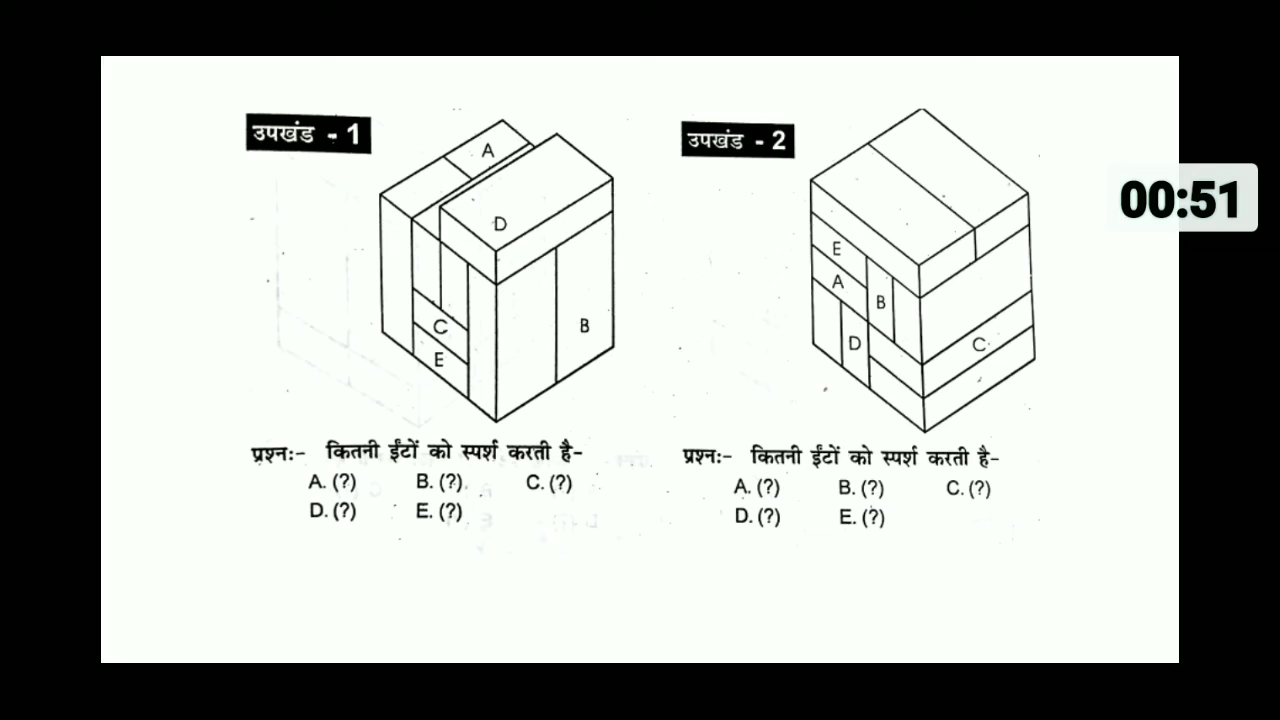 उपखंड - 1
A
D
B
C
E
प्रश्नः- कितनी ईंटों को स्पर्श करती है-
A. (?) B. (?) C. (?)
D. (?) E. (?)
उपखंड - 2
E
A
B
D
C
प्रश्नः- कितनी ईंटों को स्पर्श करती है-
A. (?) B. (?) C. (?)
D. (?) E. (?)
00:51